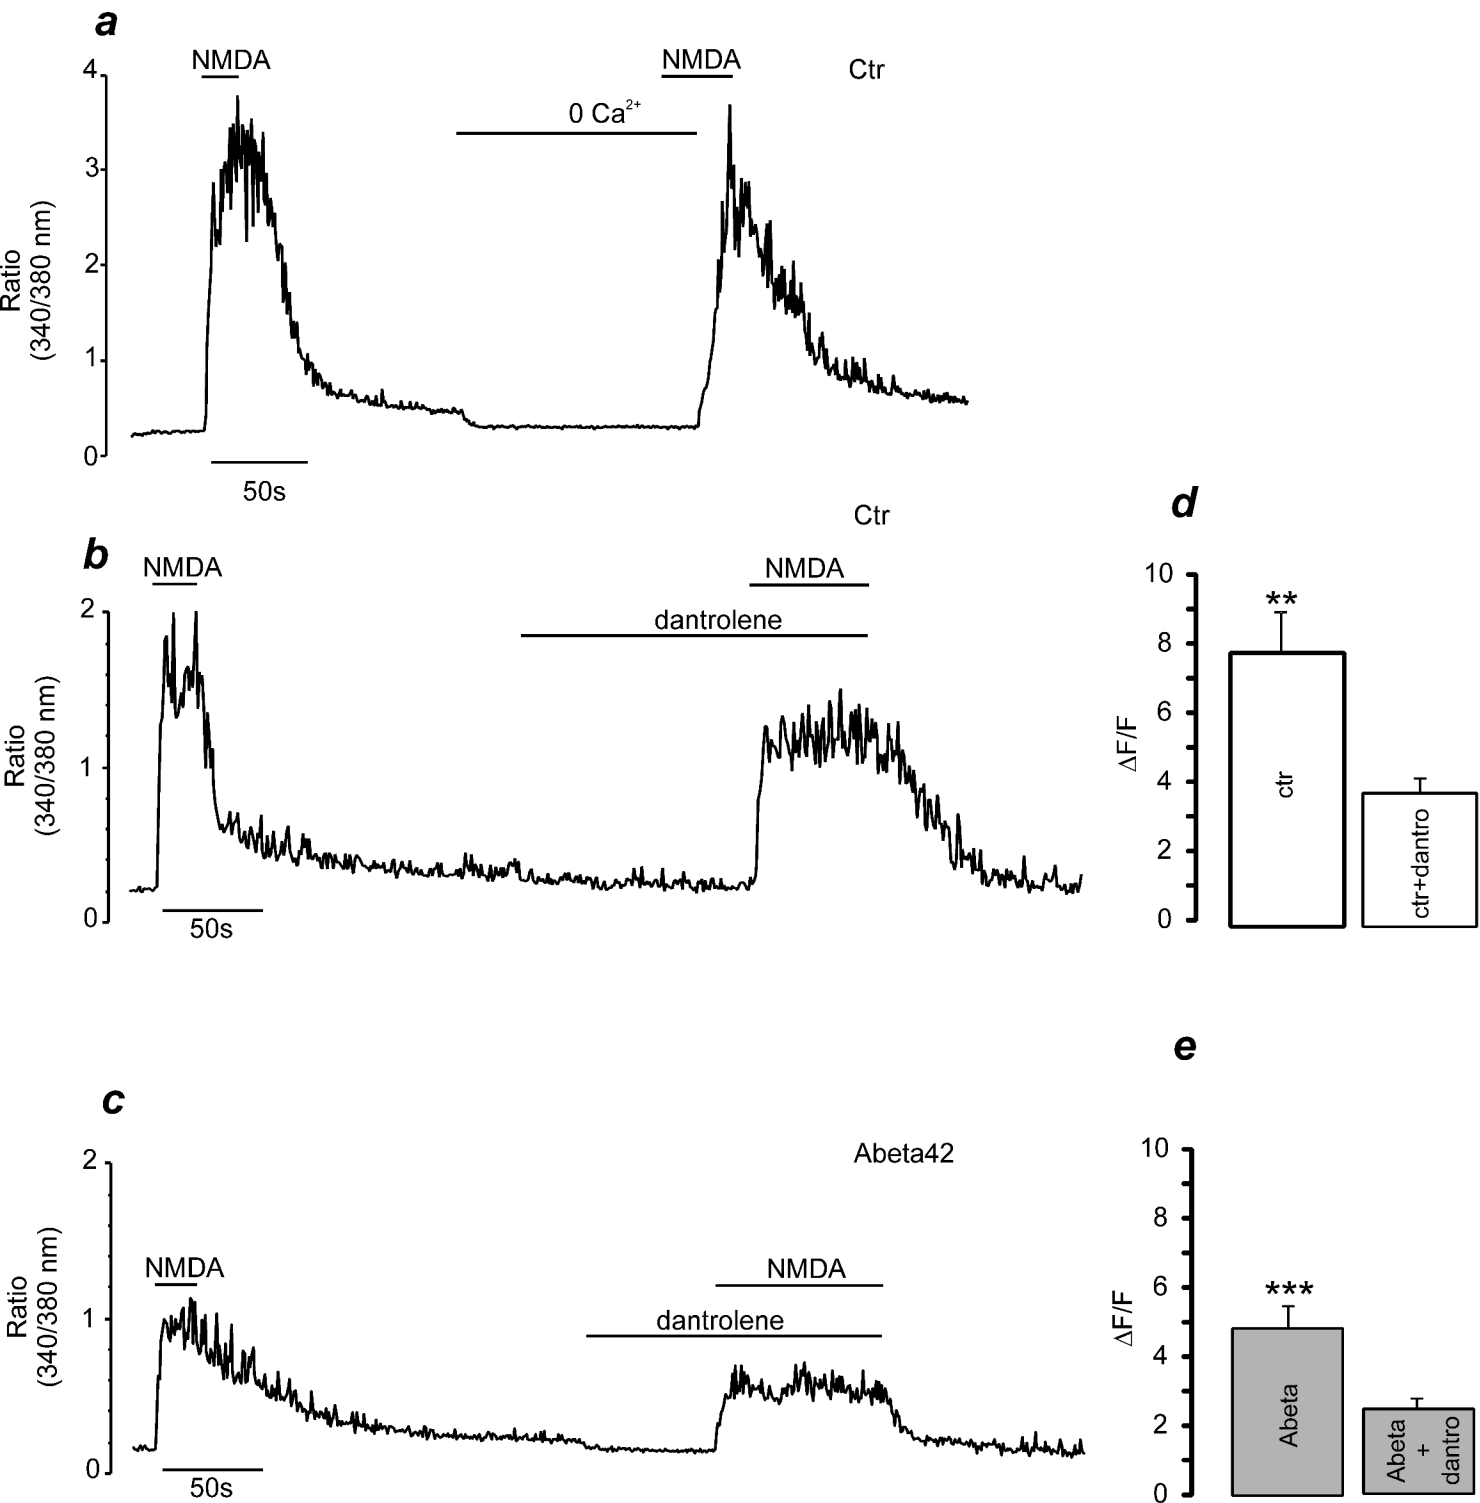 a
NMDA
NMDA
Ctr
0 Ca²⁺
4
3
2
1
0
Ratio
(340/380 nm)
50s
b
Ctr
NMDA
NMDA
dantrolene
2
1
0
Ratio
(340/380 nm)
50s
d
10
8
6
4
2
0
ΔF/F
**
ctr
ctr+dantro
c
Abeta42
2
1
0
Ratio
(340/380 nm)
NMDA
NMDA
dantrolene
50s
e
10
8
6
4
2
0
ΔF/F
***
Abeta
Abeta
+
dantro